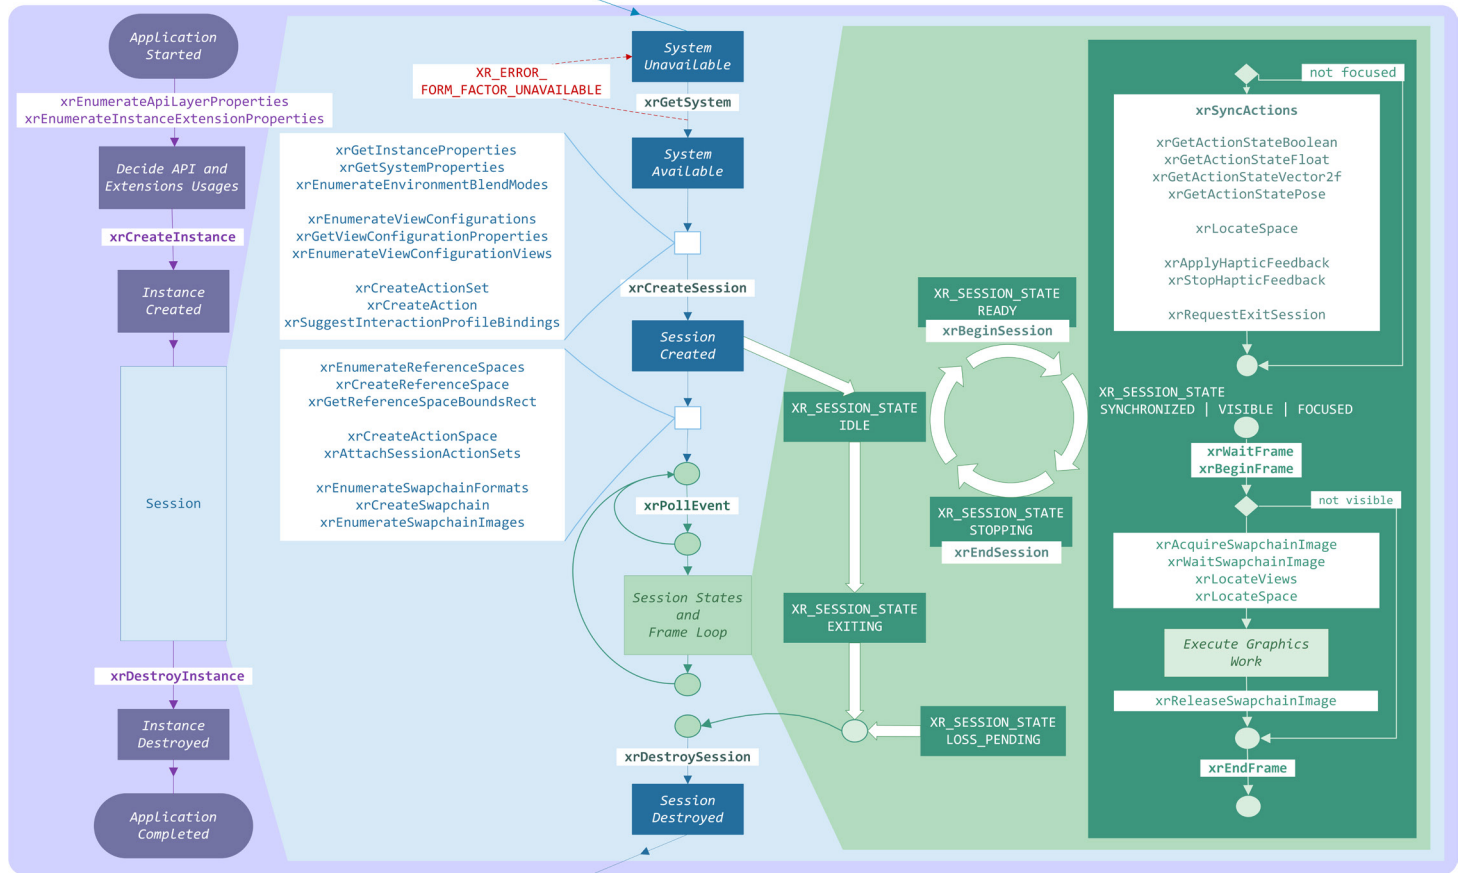 Application
Started
xrEnumerateApiLayerProperties
xrEnumerateInstanceExtensionProperties
Decide API and
Extensions Usages
xrCreateInstance
Instance
Created
Session
xrDestroyInstance
Instance
Destroyed
Application
Completed
System
Unavailable
XR_ERROR_
FORM_FACTOR_UNAVAILABLE
xrGetSystem
System
Available
xrGetInstanceProperties
xrGetSystemProperties
xrEnumerateEnvironmentBlendModes
xrEnumerateViewConfigurations
xrGetViewConfigurationProperties
xrEnumerateViewConfigurationViews
xrCreateActionSet
xrCreateAction
xrSuggestInteractionProfileBindings
xrCreateSession
Session
Created
xrEnumerateReferenceSpaces
xrCreateReferenceSpace
xrGetReferenceSpaceBoundsRect
xrCreateActionSpace
xrAttachSessionActionSets
xrEnumerateSwapchainFormats
xrCreateSwapchain
xrEnumerateSwapchainImages
xrPollEvent
Session States
and
Frame Loop
xrDestroySession
Session
Destroyed
XR_SESSION_STATE
READY
xrBeginSession
XR_SESSION_STATE
IDLE
XR_SESSION_STATE
STOPPING
xrEndSession
XR_SESSION_STATE
EXITING
XR_SESSION_STATE
LOSS_PENDING
not focused
xrSyncActions
xrGetActionStateBoolean
xrGetActionStateFloat
xrGetActionStateVector2f
xrGetActionStatePose
xrLocateSpace
xrApplyHapticFeedback
xrStopHapticFeedback
xrRequestExitSession
XR_SESSION_STATE
SYNCHRONIZED | VISIBLE | FOCUSED
xrWaitFrame
xrBeginFrame
not visible
xrAcquireSwapchainImage
xrWaitSwapchainImage
xrLocateViews
xrLocateSpace
Execute Graphics
Work
xrReleaseSwapchainImage
xrEndFrame